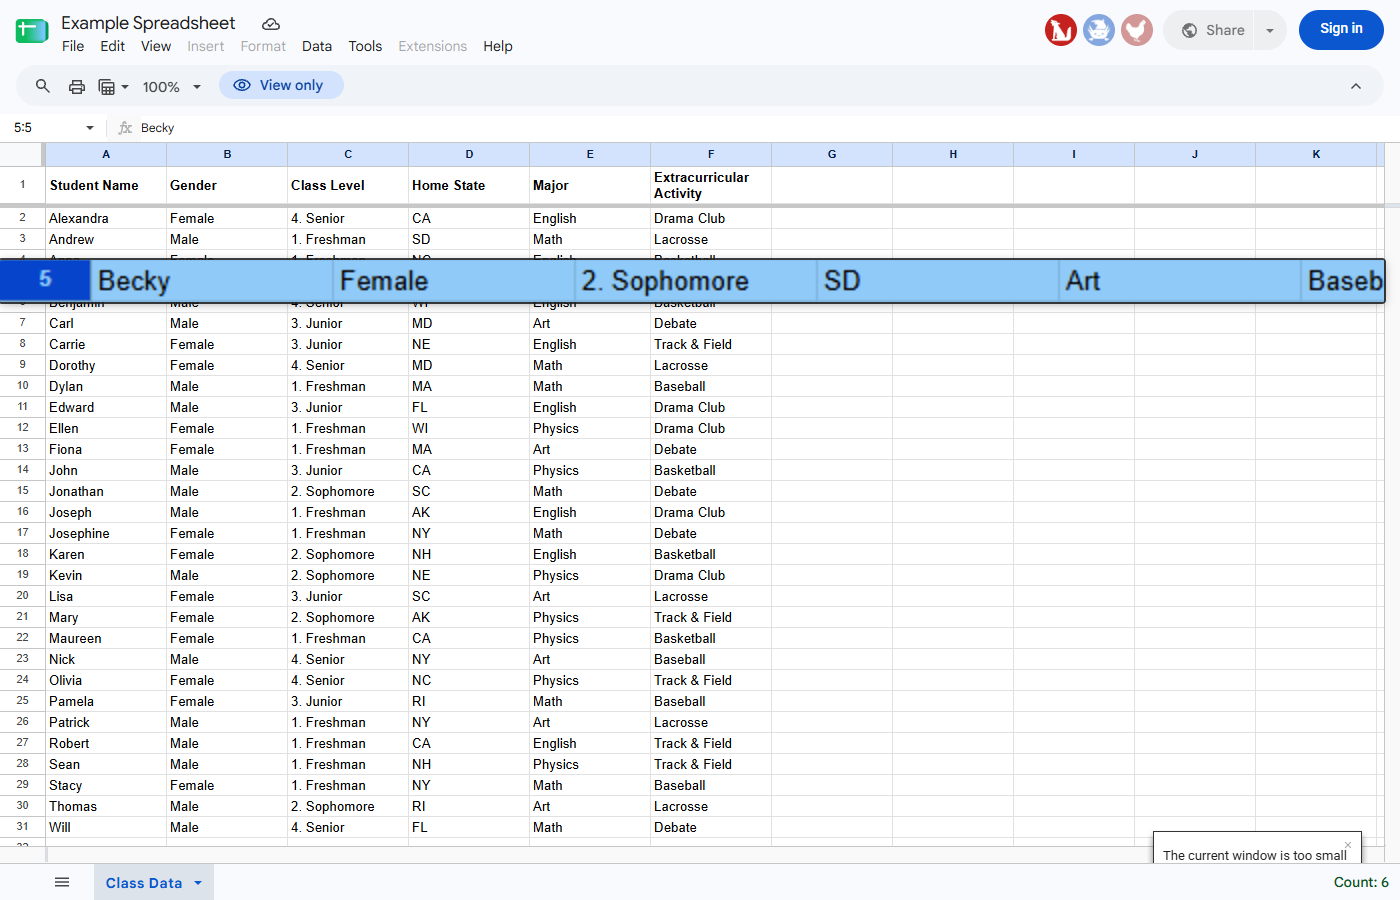 Example Spreadsheet
File Edit View Insert Format Data Tools Extensions Help
Share
Sign in
100%
View only
5:5
fx Becky
A B C D E F G H I J K
1 Student Name Gender Class Level Home State Major Extracurricular Activity
2 Alexandra Female 4. Senior CA English Drama Club
3 Andrew Male 1. Freshman SD Math Lacrosse
5 Becky Female 2. Sophomore SD Art Baseb
7 Carl Male 3. Junior MD Art Debate
8 Carrie Female 3. Junior NE English Track & Field
9 Dorothy Female 4. Senior MD Math Lacrosse
10 Dylan Male 1. Freshman MA Math Baseball
11 Edward Male 3. Junior FL English Drama Club
12 Ellen Female 1. Freshman WI Physics Drama Club
13 Fiona Female 1. Freshman MA Art Debate
14 John Male 3. Junior CA Physics Basketball
15 Jonathan Male 2. Sophomore SC Math Debate
16 Joseph Male 1. Freshman AK English Drama Club
17 Josephine Female 1. Freshman NY Math Debate
18 Karen Female 2. Sophomore NH English Basketball
19 Kevin Male 2. Sophomore NE Physics Drama Club
20 Lisa Female 3. Junior SC Art Lacrosse
21 Mary Female 2. Sophomore AK Physics Track & Field
22 Maureen Female 1. Freshman CA Physics Basketball
23 Nick Male 4. Senior NY Art Baseball
24 Olivia Female 4. Senior NC Physics Track & Field
25 Pamela Female 3. Junior RI Math Baseball
26 Patrick Male 1. Freshman NY Art Lacrosse
27 Robert Male 1. Freshman CA English Track & Field
28 Sean Male 1. Freshman NH Physics Track & Field
29 Stacy Female 1. Freshman NY Math Baseball
30 Thomas Male 2. Sophomore RI Art Lacrosse
31 Will Male 4. Senior FL Math Debate
The current window is too small
Class Data
Count: 6